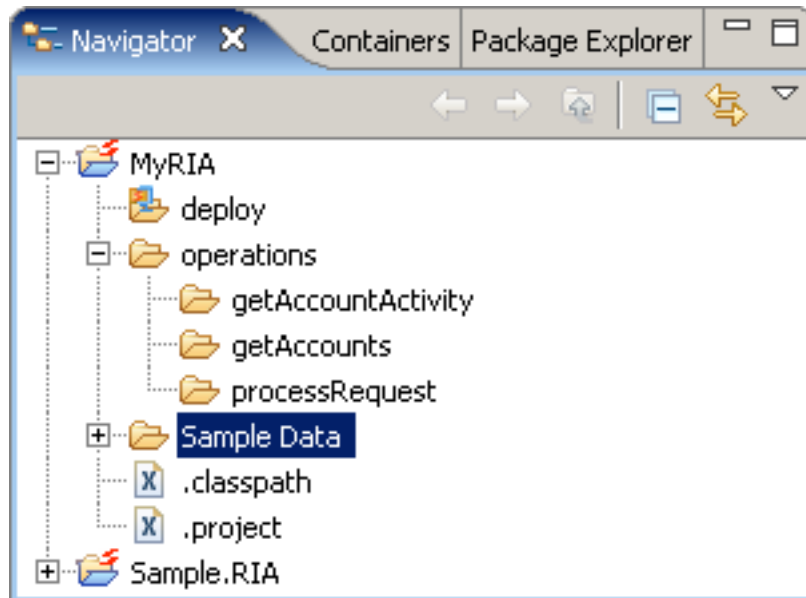 Navigator Containers Package Explorer
MyRIA
deploy
operations
getAccountActivity
getAccounts
processRequest
Sample Data
.classpath
.project
Sample.RIA